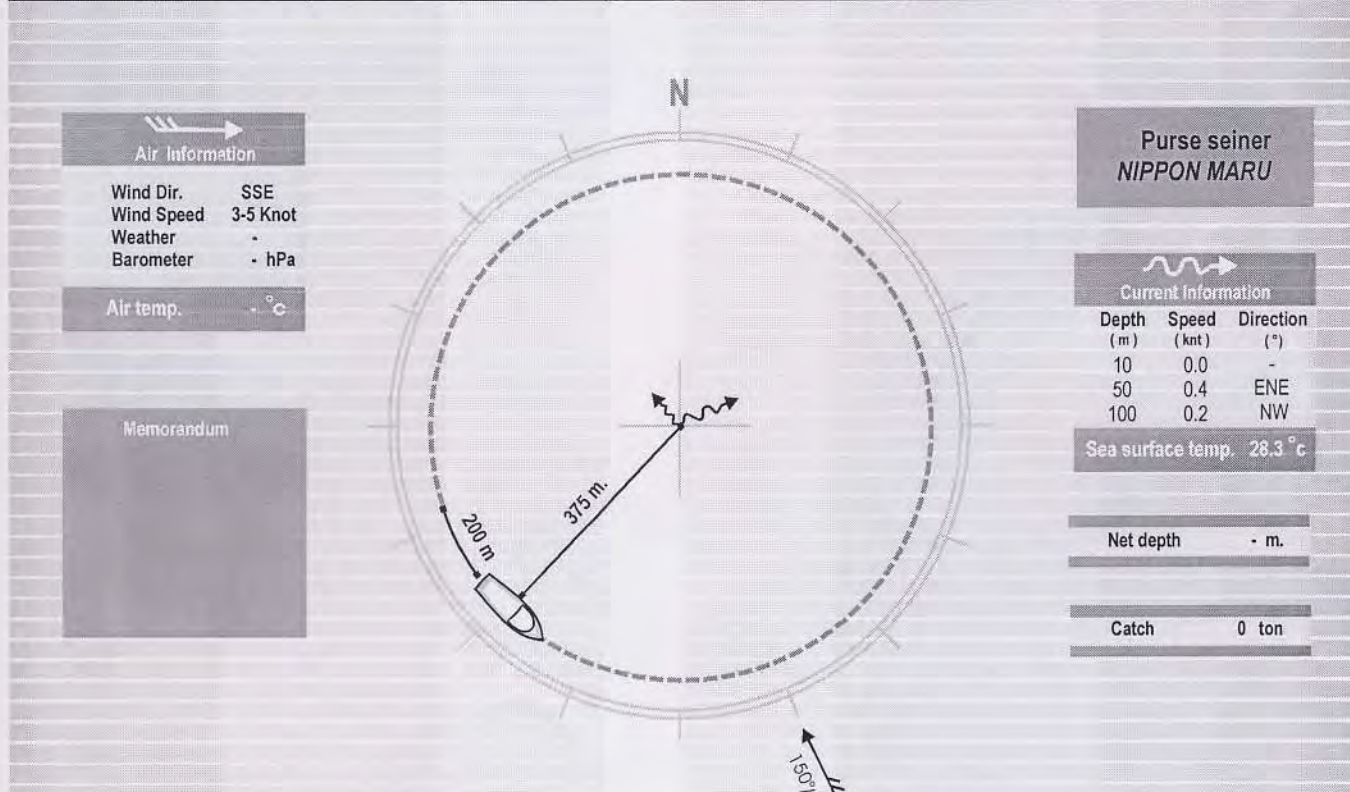 N
Air Information
Wind Dir. SSE
Wind Speed 3-5 Knot
Weather -
Barometer - hPa
Air temp. - °c
Memorandum
Purse seiner
NIPPON MARU
Current Information
Depth Speed Direction
(m) (knt) (°)
10 0.0 -
50 0.4 ENE
100 0.2 NW
Sea surface temp. 28.3 °c
Net depth - m.
Catch 0 ton
375 m.
200 m
150°